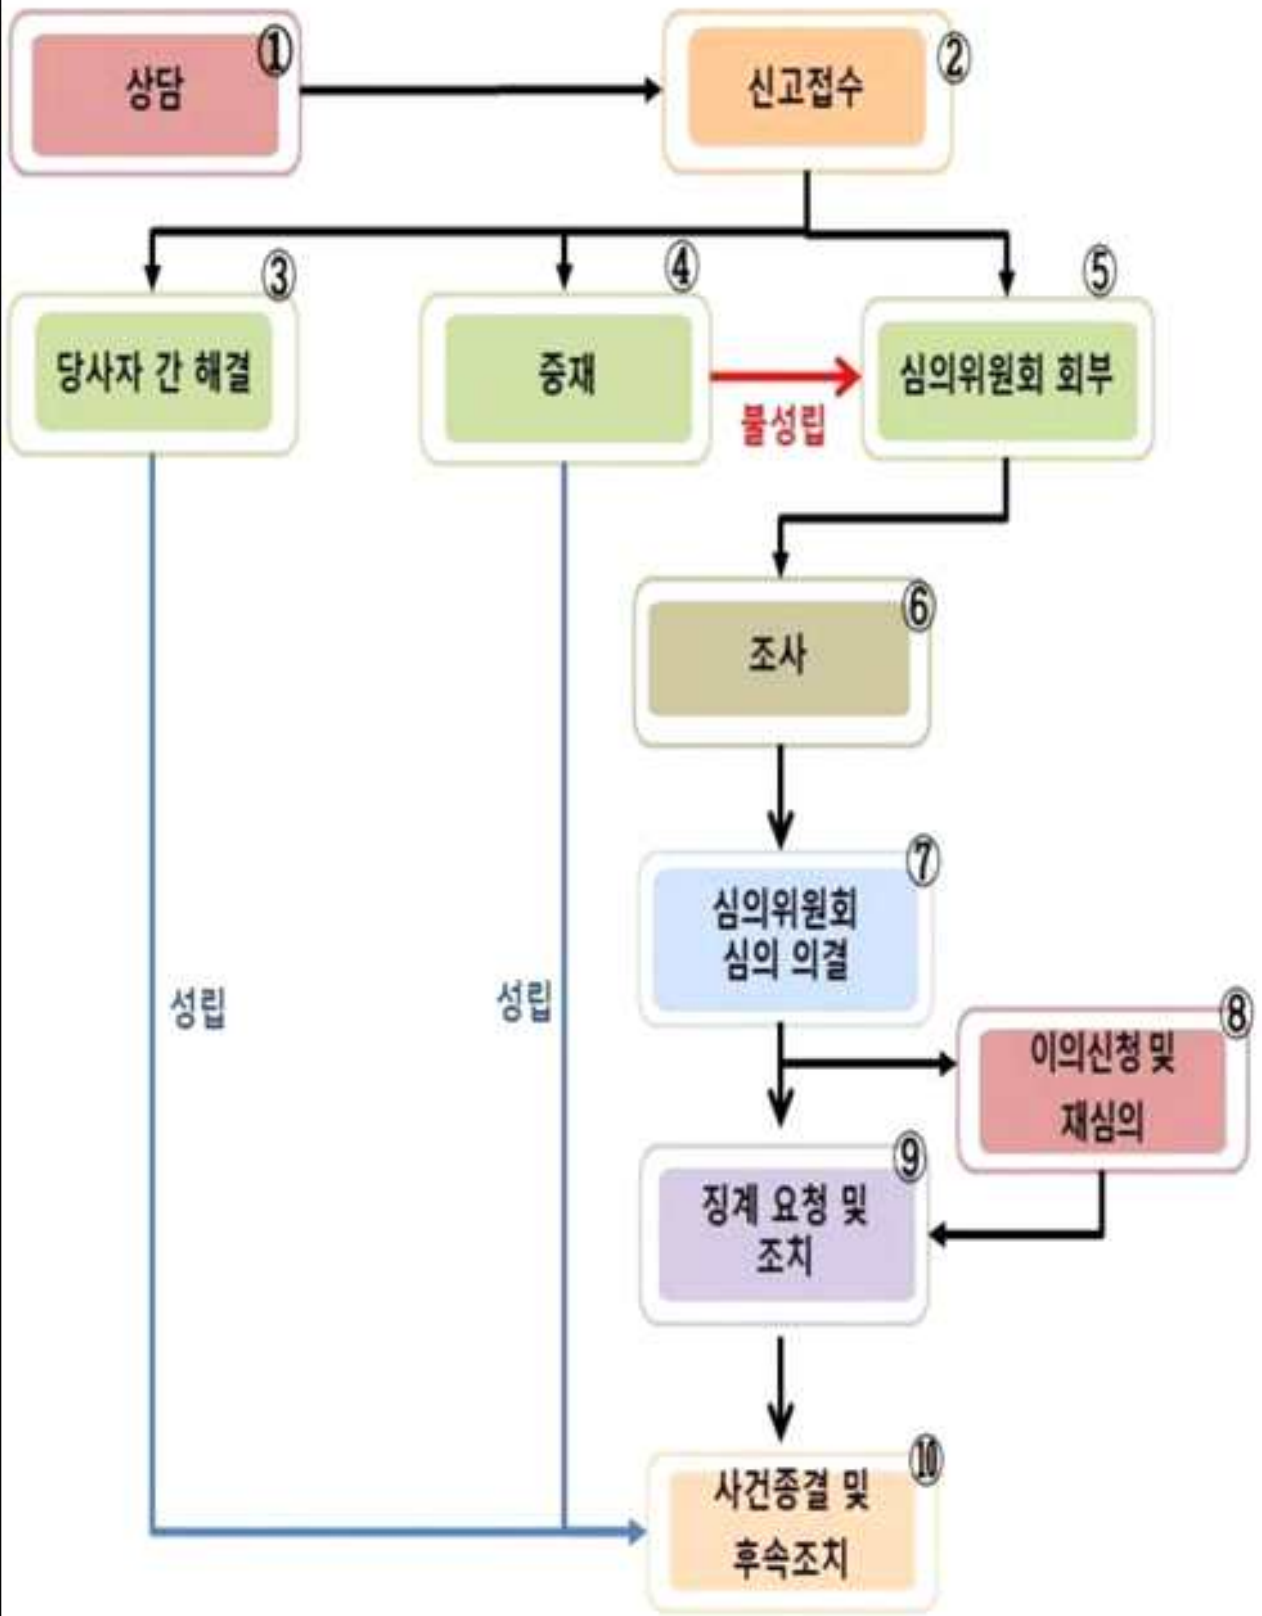 ①
상담
②
신고접수
③
당사자 간 해결
④
중재
⑤
심의위원회 회부
불성립
⑥
조사
⑦
심의위원회
심의 의결
성립
성립
⑧
이의신청 및
재심의
⑨
징계 요청 및
조치
⑩
사건종결 및
후속조치